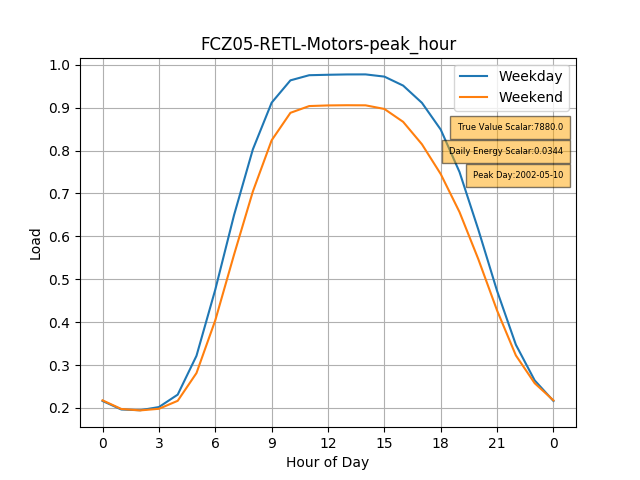 FCZ05-RETL-Motors-peak_hour
1.0
0.9
0.8
0.7
0.6
0.5
0.4
0.3
0.2
Load
Weekday
Weekend
True Value Scalar:7880.0
Daily Energy Scalar:0.0344
Peak Day:2002-05-10
0 3 6 9 12 15 18 21 0
Hour of Day